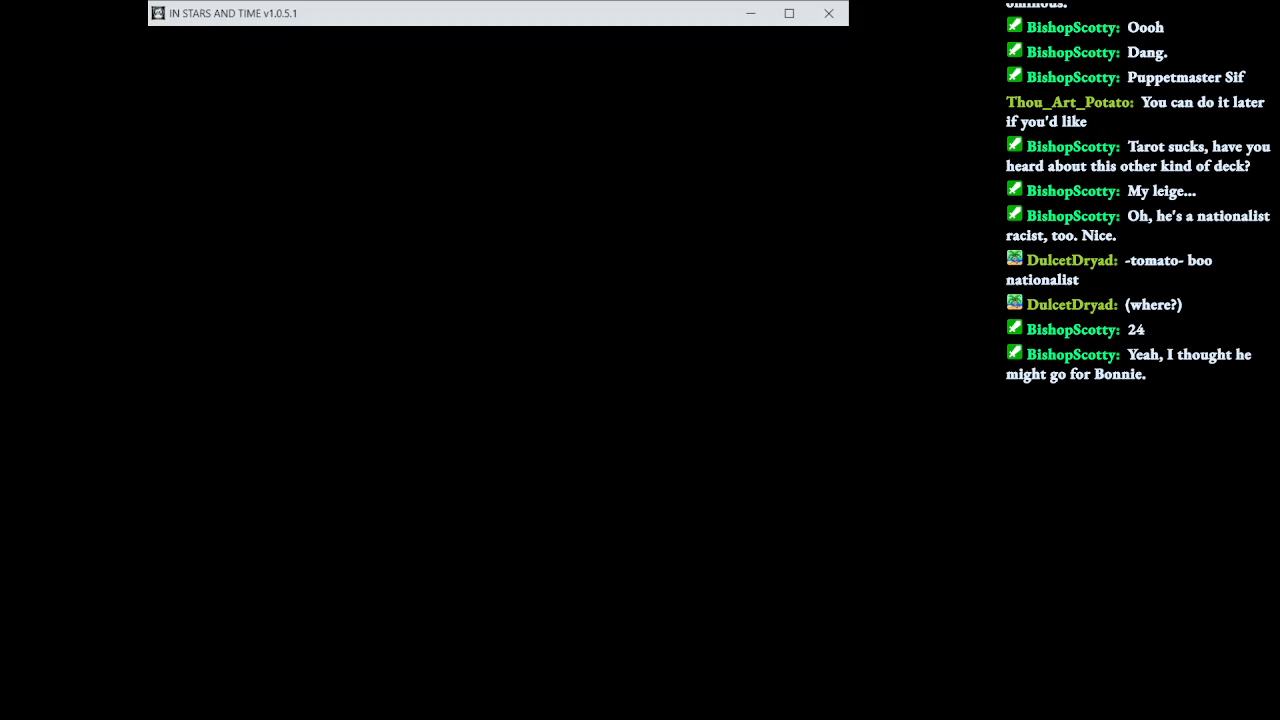 IN STARS AND TIME v1.0.5.1
ominous.
BishopScotty: Oooh
BishopScotty: Dang.
BishopScotty: Puppetmaster Sif
Thou_Art_Potato: You can do it later
if you'd like
BishopScotty: Tarot sucks, have you
heard about this other kind of deck?
BishopScotty: My leige...
BishopScotty: Oh, he's a nationalist
racist, too. Nice.
DulcetDryad: -tomato- boo
nationalist
DulcetDryad: (where?)
BishopScotty: 24
BishopScotty: Yeah, I thought he
might go for Bonnie.